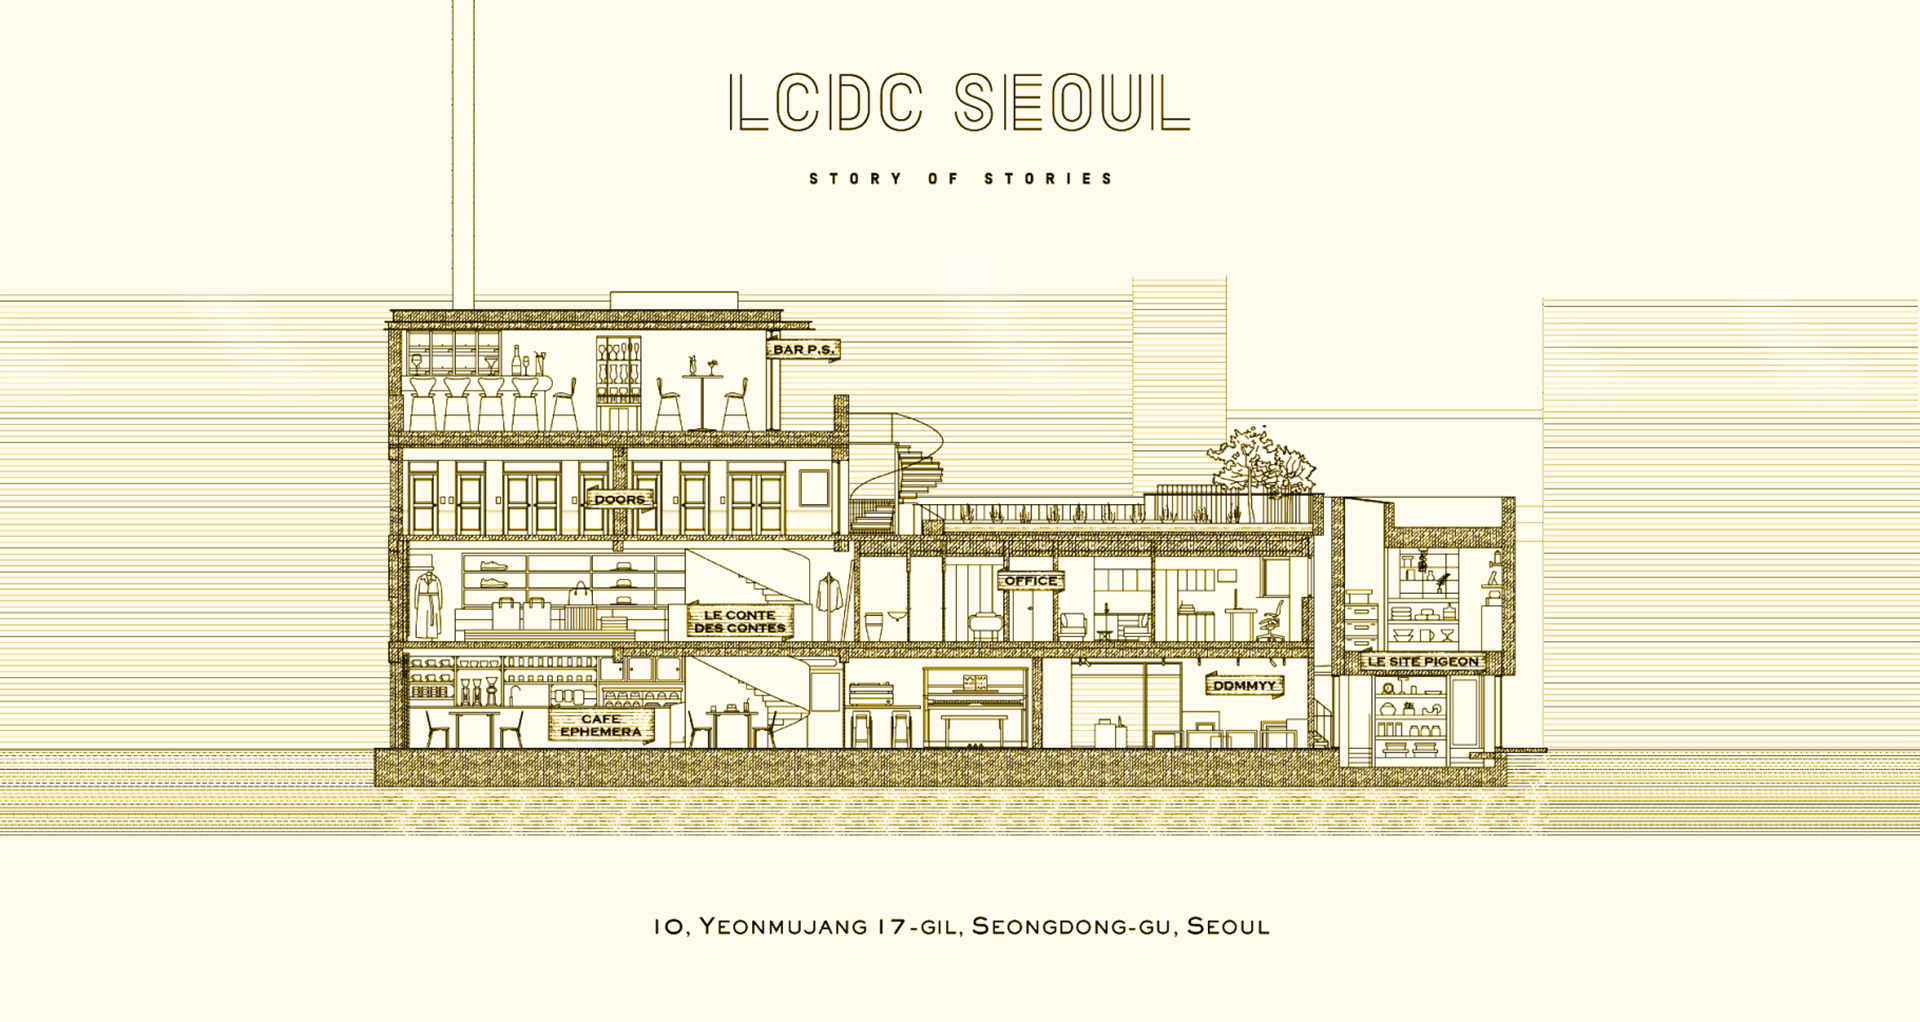 LCDC SEOUL
STORY OF STORIES
BAR P.S.
DOORS
OFFICE
LE CONTE
DES CONTES
LE SITE PIGEON
DDMMYY
CAFE
EPHEMERA
10, YEONMUJANG 17-GIL, SEONGDONG-GU, SEOUL